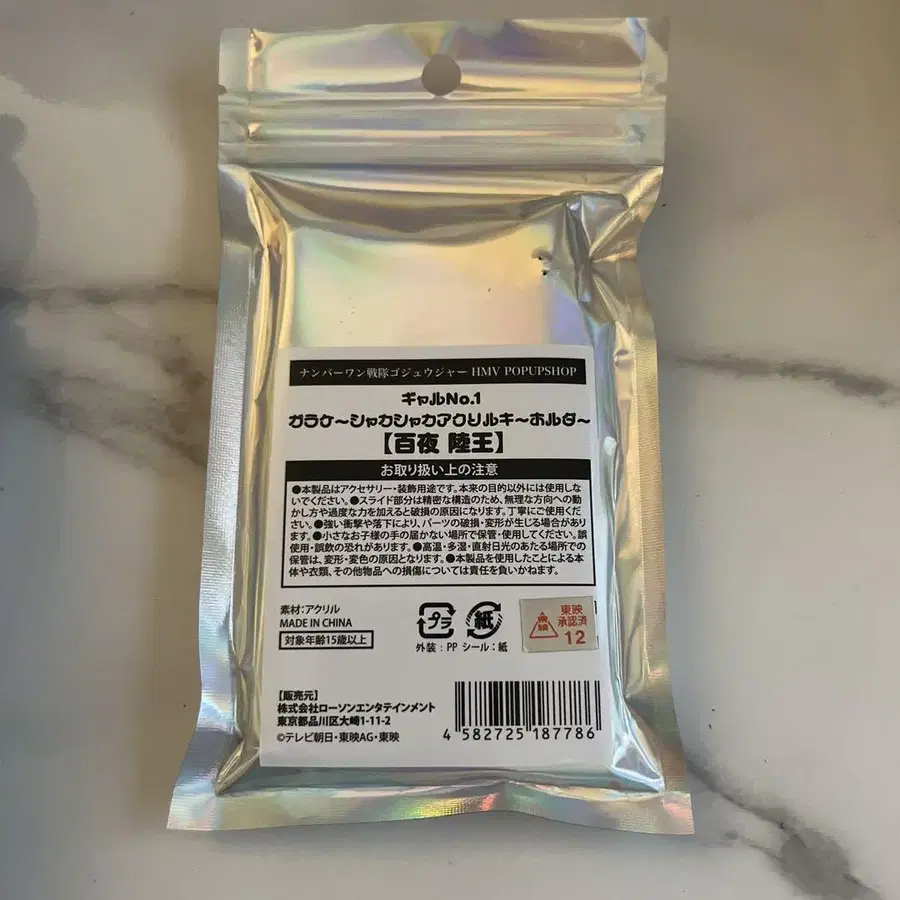 ナンバーワン戦隊ゴジュウジャー HMV POPUPSHOP
ギャルNo.1
ガラケ〜シャカシャカアクリルキ〜ホルダ〜
【百夜 陸王】
お取り扱い上の注意
●本製品はアクセサリー・装飾用途です。本来の目的以外には使用し
ないでください。●スライド部分は精密な構造のため、無理な方向への動
かし方や過度な力を加えると破損の原因になります。丁寧にご使用くだ
さい。●強い衝撃や落下により、パーツの破損・変形が生じる場合があり
ます。●小さなお子様の手の届かない場所で保管・使用してください。誤
使用・誤飲の恐れがあります。●高温・多湿・直射日光のあたる場所での
保管は、変形・変色の原因となります。●本製品を使用したことによる本
体や衣類、その他物品への損傷については責任を負いかねます。
素材：アクリル
MADE IN CHINA
対象年齢15歳以上
プラ
紙
外装：PP シール：紙
東映
承認済
12
【販売元】
株式会社ローソンエンタテインメント
東京都品川区大崎1-11-2
©テレビ朝日・東映AG・東映
4 582725 187786